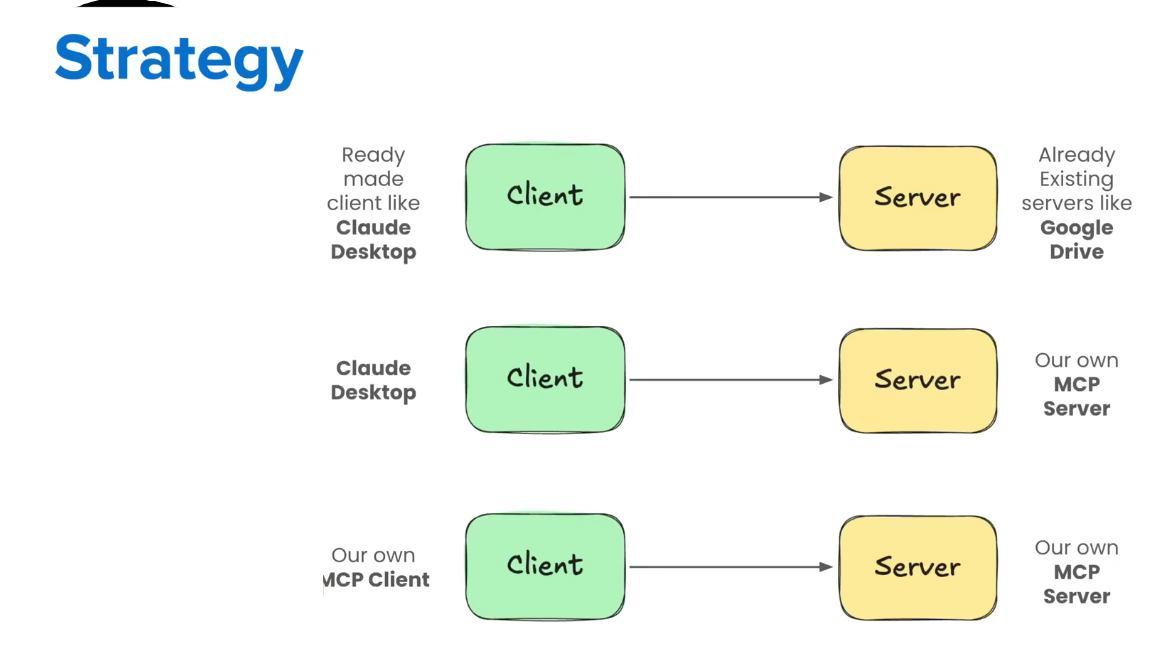 Strategy
Ready
made
client like
Claude
Desktop
Client
Server
Already
Existing
servers like
Google
Drive
Claude
Desktop
Client
Server
Our own
MCP
Server
Our own
MCP Client
Client
Server
Our own
MCP
Server